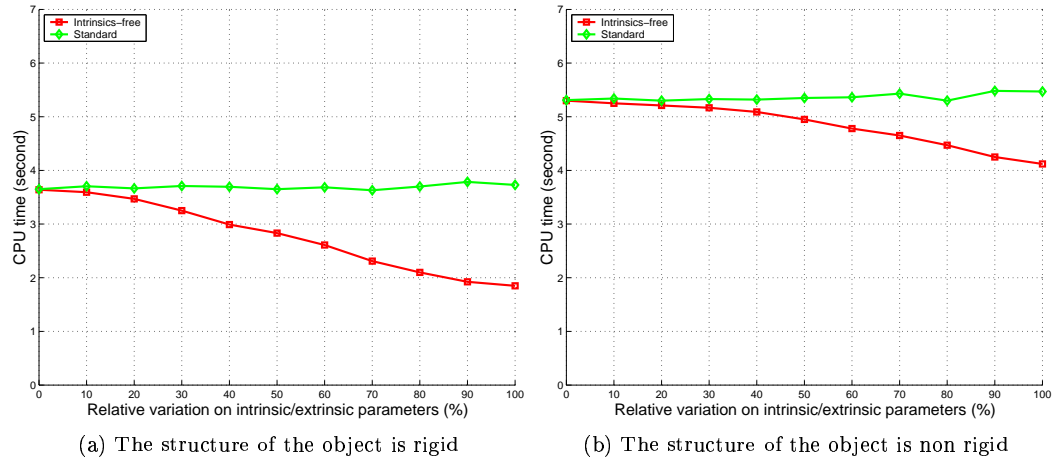 7
6
5
4
3
2
1
0
CPU time (second)
Intrinsics−free
Standard
0 10 20 30 40 50 60 70 80 90 100
Relative variation on intrinsic/extrinsic parameters (%)
(a) The structure of the object is rigid
7
6
5
4
3
2
1
0
CPU time (second)
Intrinsics−free
Standard
0 10 20 30 40 50 60 70 80 90 100
Relative variation on intrinsic/extrinsic parameters (%)
(b) The structure of the object is non rigid